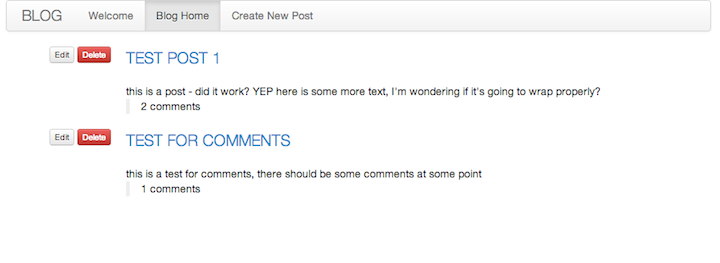 BLOG Welcome Blog Home Create New Post
Edit Delete TEST POST 1
this is a post - did it work? YEP here is some more text, I'm wondering if it's going to wrap properly?
2 comments
Edit Delete TEST FOR COMMENTS
this is a test for comments, there should be some comments at some point
1 comments